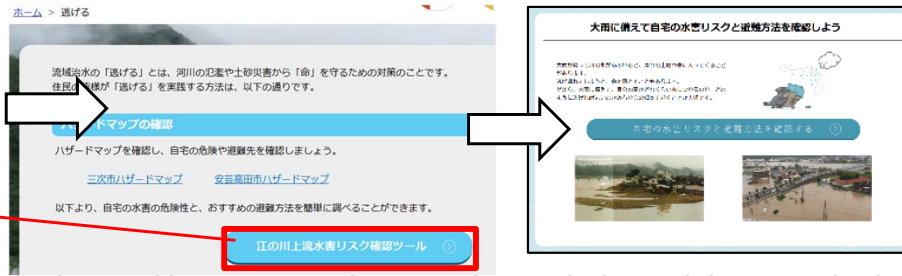 ホーム > 逃げる
流域治水の「逃げる」とは、河川の氾濫や土砂災害から「命」を守るための対策のことです。
住民の 様が「逃げる」を実践する方法は、以下の通りです。
ードマップの確認
ハザードマップを確認し、自宅の危険や避難先を確認しましょう。
三次市ハザードマップ 安芸高田市ハザードマップ
以下より、自宅の水害の危険性と、おすすめの避難方法を簡単に調べることができます。
江の川上流水害リスク確認ツール
大雨に備えて自宅の水害リスクと避難方法を確認しよう
自宅の水害リスクと避難方法を確認する